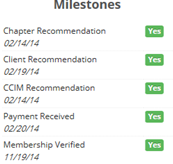 Milestones
Chapter Recommendation Yes
02/14/14
Client Recommendation Yes
02/19/14
CCIM Recommendation Yes
02/14/14
Payment Received Yes
02/20/14
Membership Verified Yes
11/19/14